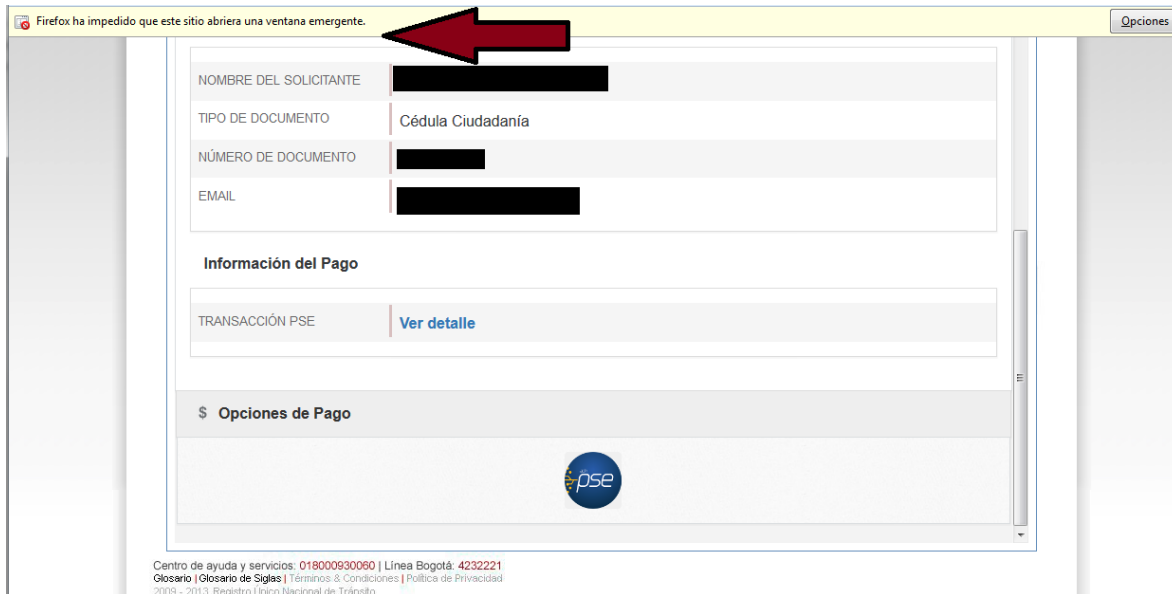 Firefox ha impedido que este sitio abriera una ventana emergente.
Opciones
NOMBRE DEL SOLICITANTE
TIPO DE DOCUMENTO Cédula Ciudadanía
NÚMERO DE DOCUMENTO
EMAIL
Información del Pago
TRANSACCIÓN PSE Ver detalle
$ Opciones de Pago
pse
Centro de ayuda y servicios: 018000930060 | Línea Bogotá: 4232221
Glosario | Glosario de Siglas | Términos & Condiciones | Política de Privacidad
2009 - 2013 Registro Unico Nacional de Tránsito